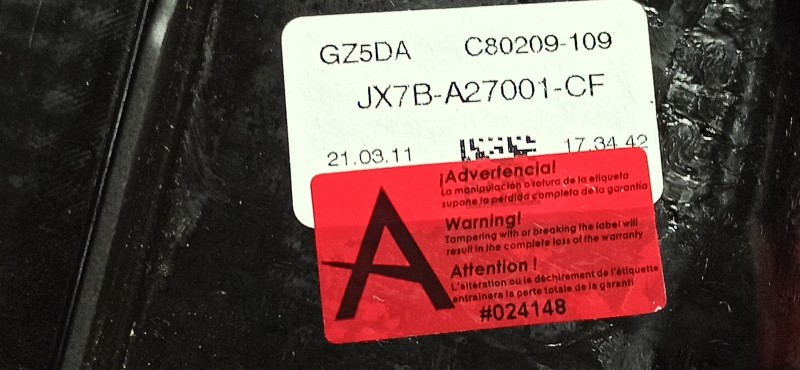 GZ5DA C80209-109
JX7B-A27001-CF
21.03.11 17.34.42
¡Advertencia!
La manipulación o rotura de la etiqueta
supone la pérdida completa de la garantía
Warning!
Tampering with or breaking the label will
result in the complete loss of the warranty
Attention !
L'altération ou le déchirement de l'étiquette
entraînera la perte totale de la garanti
#024148
A